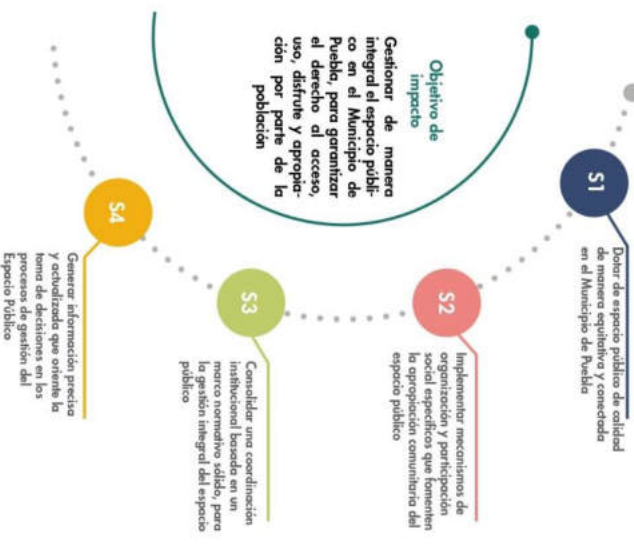 Objetivo de
impacto
Gestionar de manera
integral el espacio públi-
co en el Municipio de
Puebla, para garantizar
el derecho al acceso,
uso, disfrute y apropia-
ción por parte de la
población
S1
Dotar de espacio público de calidad
de manera equitativa y conectada
en el Municipio de Puebla
S2
Implementar mecanismos de
organización y participación
social específicos que fomenten
la apropiación comunitaria del
espacio público
S3
Consolidar una coordinación
institucional basada en un
marco normativo sólido, para
la gestión integral del espacio
público
S4
Generar información precisa
y actualizada que oriente la
toma de decisiones en los
procesos de gestión del
Espacio Público